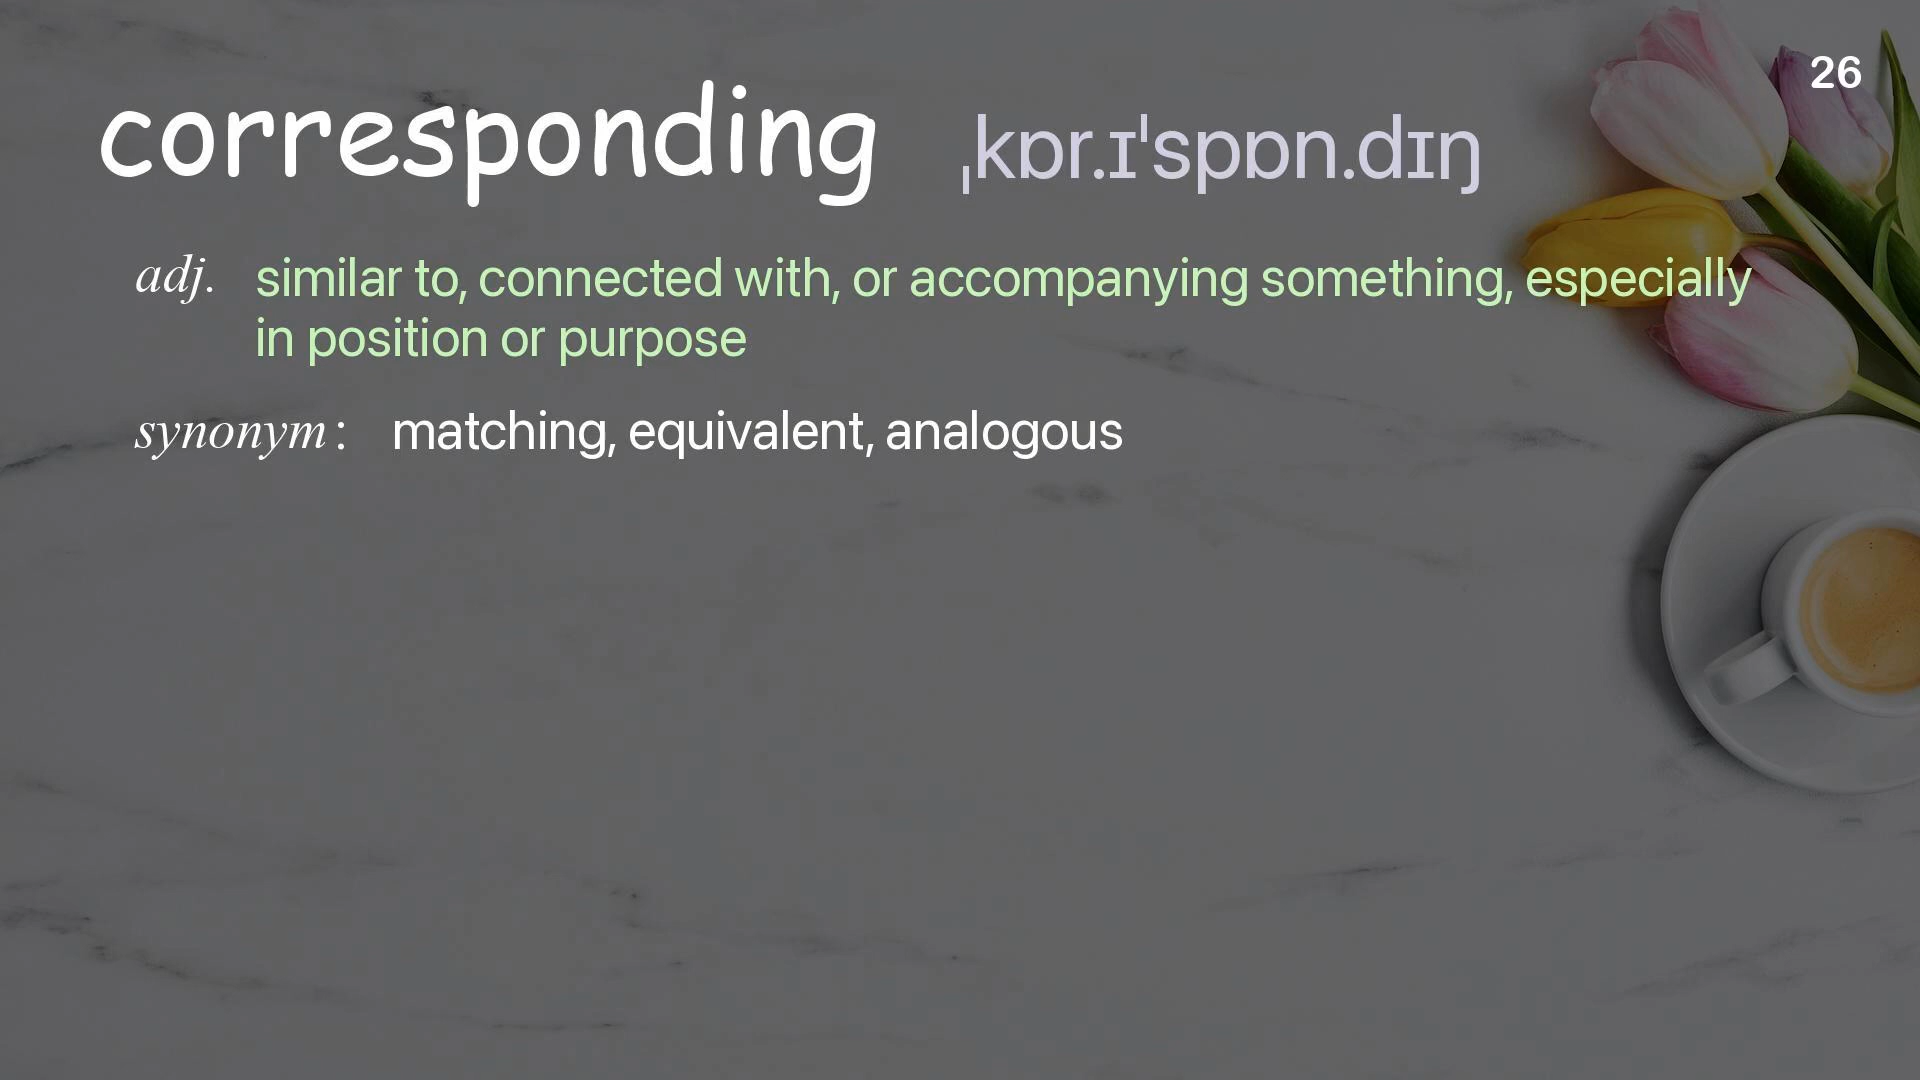 26
corresponding ˌkɒr.ɪˈspɒn.dɪŋ
adj. similar to, connected with, or accompanying something, especially
in position or purpose
synonym: matching, equivalent, analogous